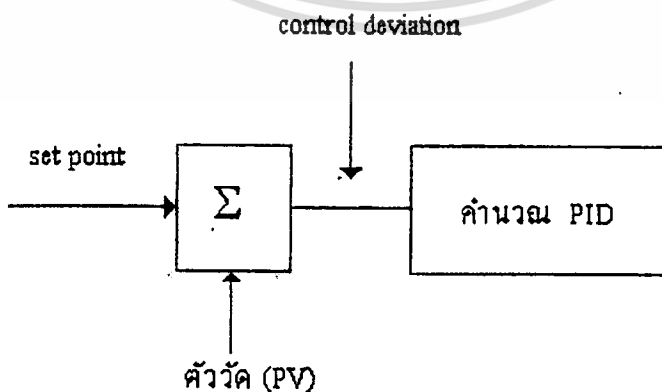 control deviation
set point
Σ
คำนวณ PID
ตัววัด (PV)